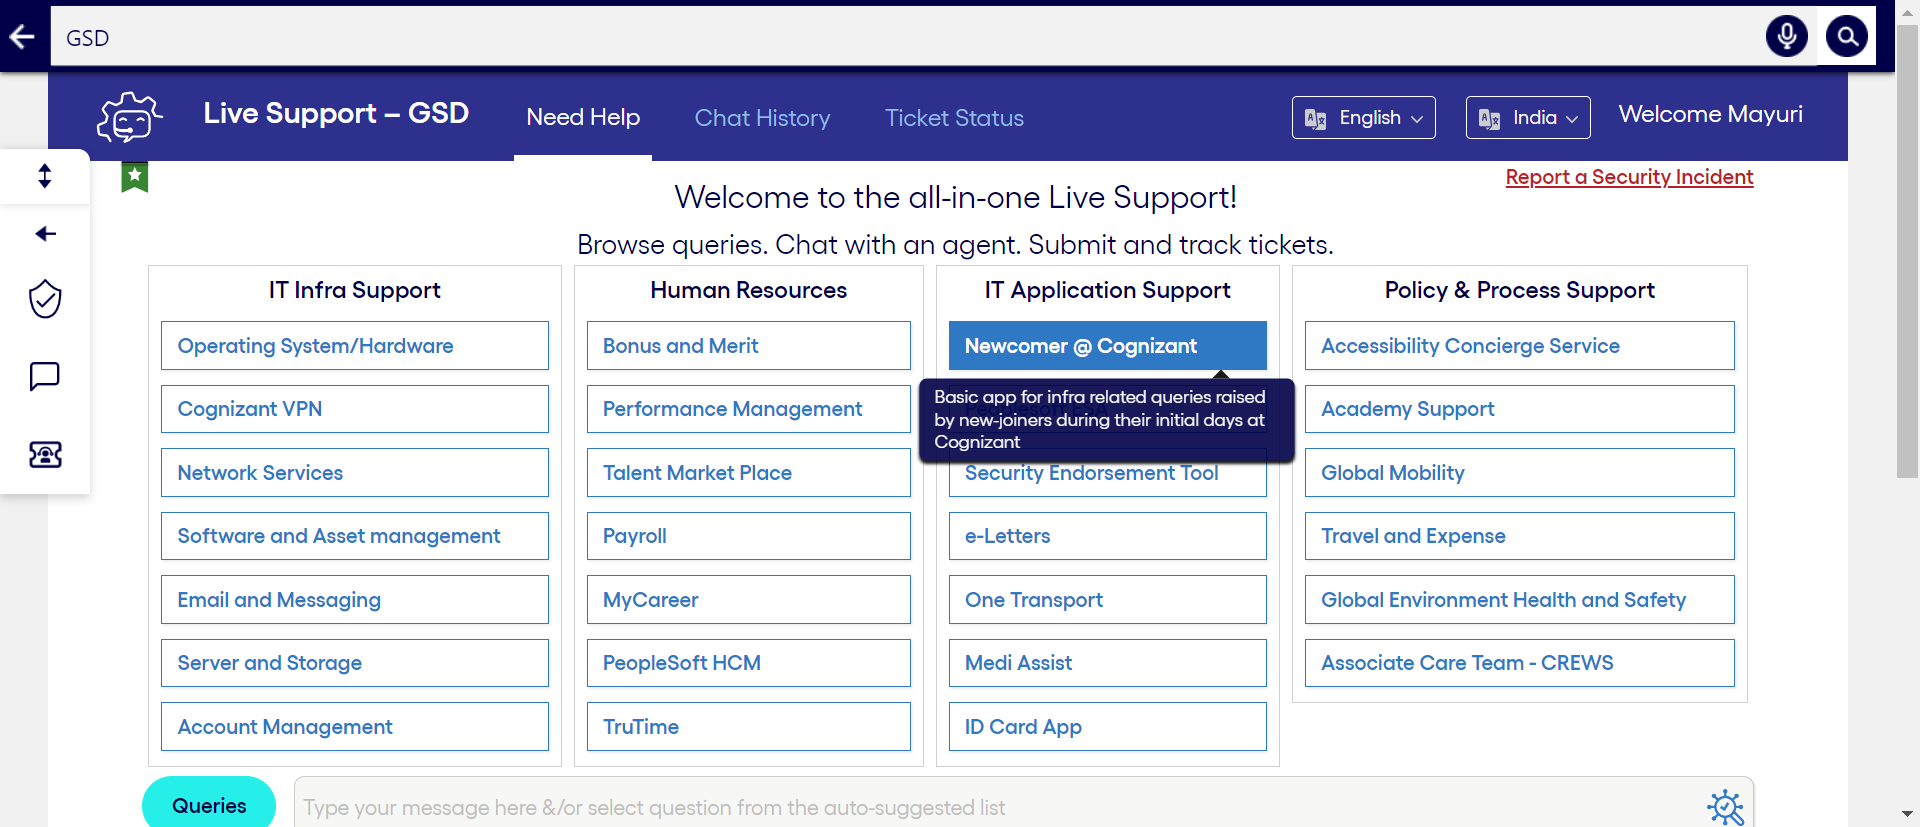 GSD
Live Support – GSD
Need Help
Chat History
Ticket Status
English
India
Welcome Mayuri
Report a Security Incident
Welcome to the all-in-one Live Support!
Browse queries. Chat with an agent. Submit and track tickets.
IT Infra Support
Operating System/Hardware
Cognizant VPN
Network Services
Software and Asset management
Email and Messaging
Server and Storage
Account Management
Human Resources
Bonus and Merit
Performance Management
Talent Market Place
Payroll
MyCareer
PeopleSoft HCM
TruTime
IT Application Support
Newcomer @ Cognizant
Basic app for infra related queries raised
by new-joiners during their initial days at
Cognizant
Peoplesoft ESA
Security Endorsement Tool
e-Letters
One Transport
Medi Assist
ID Card App
Policy & Process Support
Accessibility Concierge Service
Academy Support
Global Mobility
Travel and Expense
Global Environment Health and Safety
Associate Care Team - CREWS
Queries
Type your message here &/or select question from the auto-suggested list